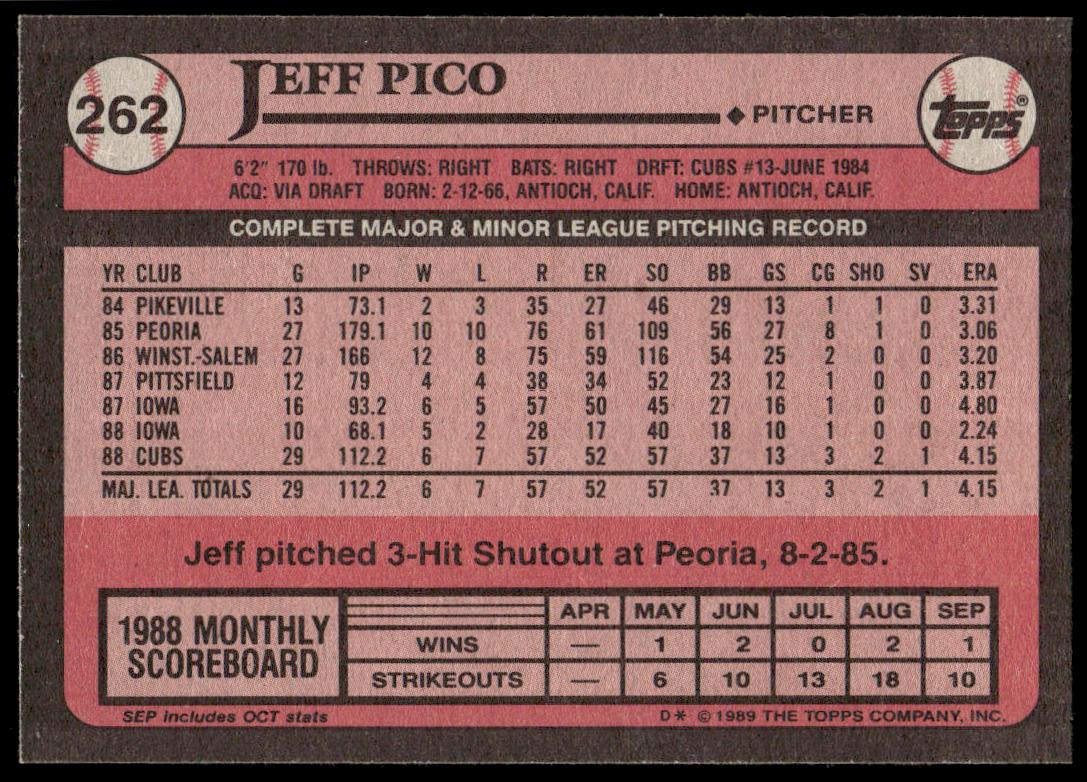 262
JEFF PICO
◆ PITCHER
TOPPS®
6'2" 170 lb. THROWS: RIGHT BATS: RIGHT DRFT: CUBS #13-JUNE 1984
ACQ: VIA DRAFT BORN: 2-12-66, ANTIOCH, CALIF. HOME: ANTIOCH, CALIF.
COMPLETE MAJOR & MINOR LEAGUE PITCHING RECORD
YR CLUB G IP W L R ER SO BB GS CG SHO SV ERA
84 PIKEVILLE 13 73.1 2 3 35 27 46 29 13 1 1 0 3.31
85 PEORIA 27 179.1 10 10 76 61 109 56 27 8 1 0 3.06
86 WINST.-SALEM 27 166 12 8 75 59 116 54 25 2 0 0 3.20
87 PITTSFIELD 12 79 4 4 38 34 52 23 12 1 0 0 3.87
87 IOWA 16 93.2 6 5 57 50 45 27 16 1 0 0 4.80
88 IOWA 10 68.1 5 2 28 17 40 18 10 1 0 0 2.24
88 CUBS 29 112.2 6 7 57 52 57 37 13 3 2 1 4.15
MAJ. LEA. TOTALS 29 112.2 6 7 57 52 57 37 13 3 2 1 4.15
Jeff pitched 3-Hit Shutout at Peoria, 8-2-85.
1988 MONTHLY
SCOREBOARD
APR MAY JUN JUL AUG SEP
WINS — 1 2 0 2 1
STRIKEOUTS — 6 10 13 18 10
SEP includes OCT stats
D* © 1989 THE TOPPS COMPANY, INC.